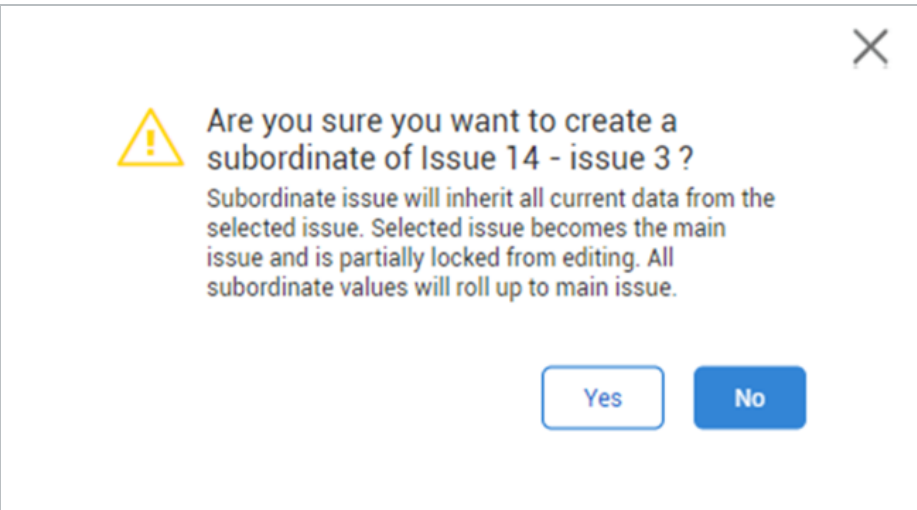 Are you sure you want to create a
subordinate of Issue 14 - issue 3 ?
Subordinate issue will inherit all current data from the
selected issue. Selected issue becomes the main
issue and is partially locked from editing. All
subordinate values will roll up to main issue.
Yes
No